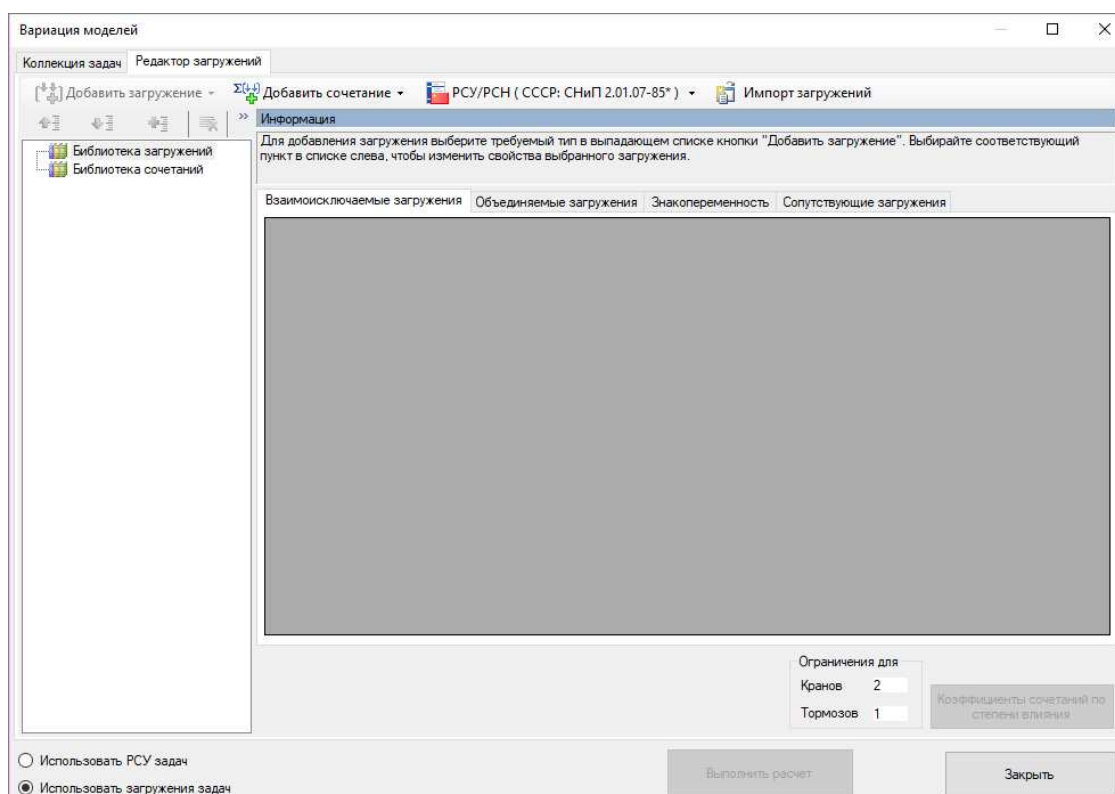 Вариация моделей
Коллекция задач Редактор загружений
Добавить загружение Σ(++) Добавить сочетание РСУ/РСН ( СССР: СНиП 2.01.07-85* ) Импорт загружений
» Информация
Для добавления загружения выберите требуемый тип в выпадающем списке кнопки "Добавить загружение". Выбирайте соответствующий
пункт в списке слева, чтобы изменить свойства выбранного загружения.
Библиотека загружений
Библиотека сочетаний
Взаимоисключаемые загружения Объединяемые загружения Знакопеременность Сопутствующие загружения
Ограничения для
Кранов 2
Тормозов 1
Коэффициенты сочетаний по
степени влияния
Использовать РСУ задач
Использовать загружения задач
Выполнить расчет
Закрыть